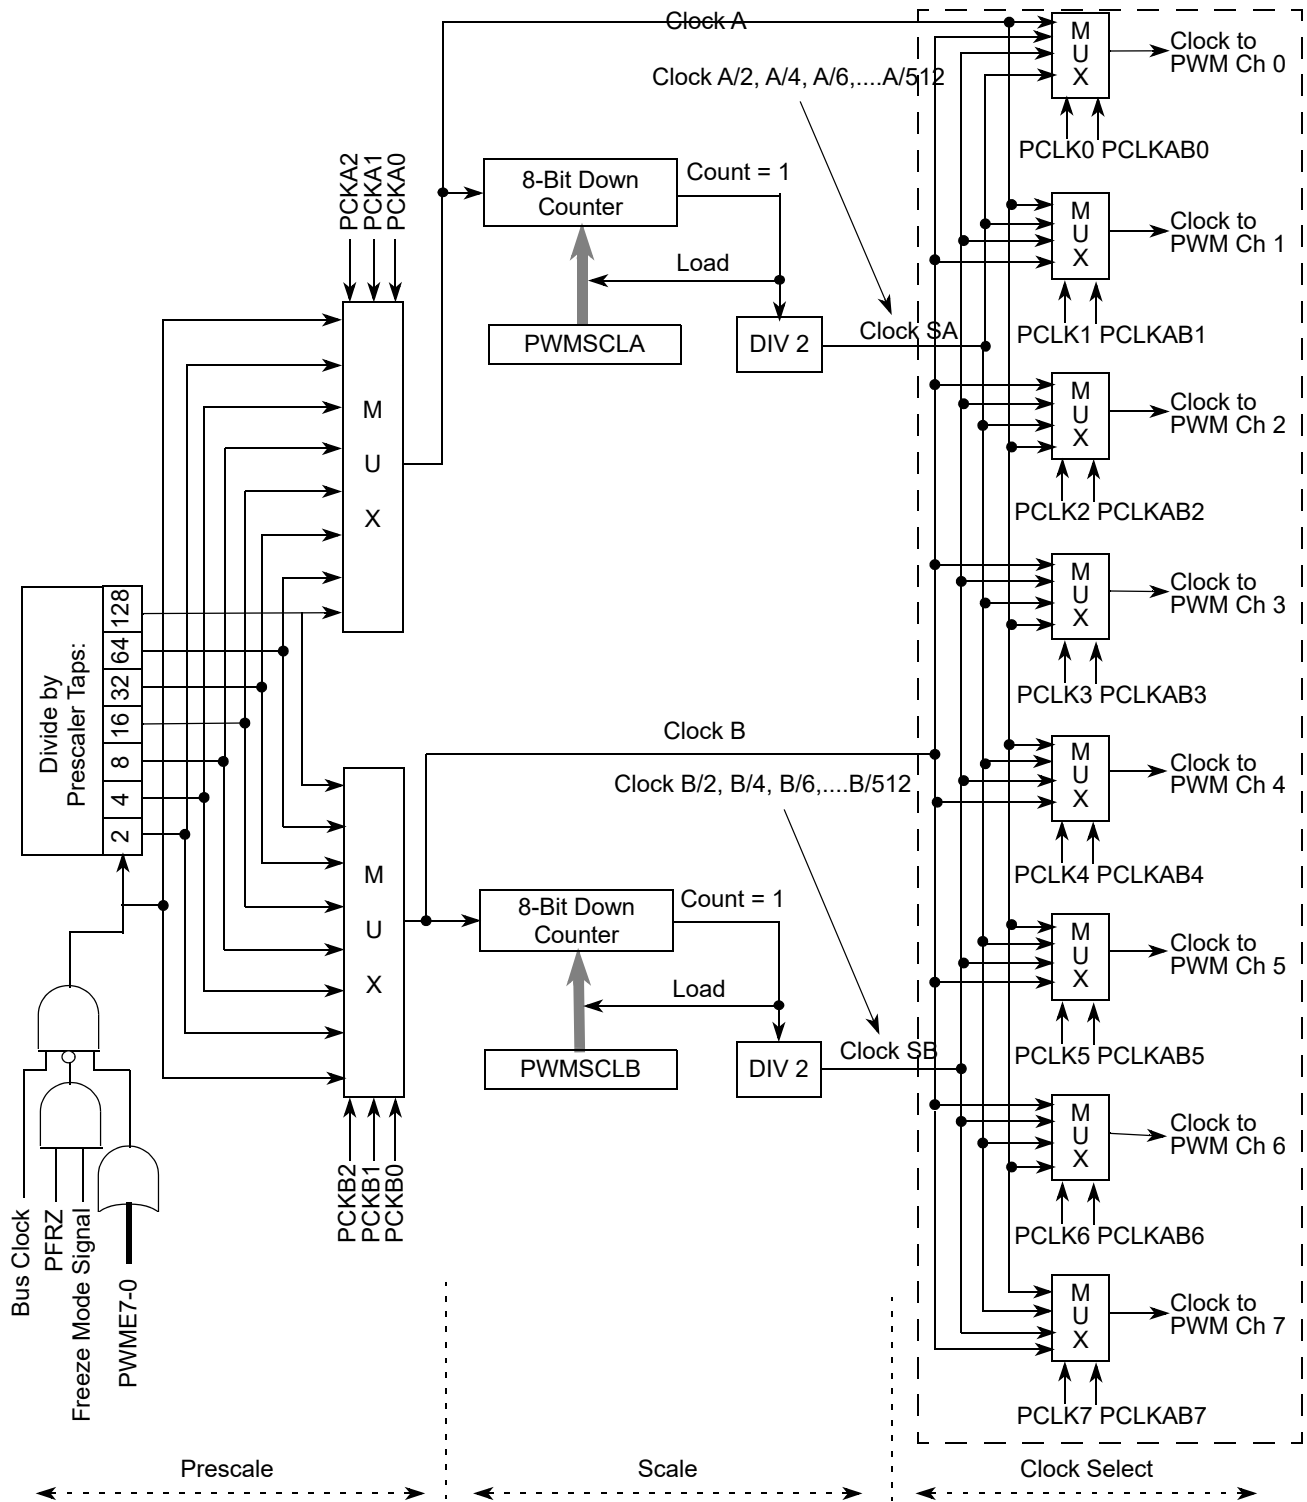 Clock A
Clock A/2, A/4, A/6,....A/512
PCKA2
PCKA1
PCKA0
8-Bit Down
Counter
Count = 1
Load
PWMSCLA
DIV 2
Clock SA
M
U
X
Divide by
Prescaler Taps:
128
64
32
16
8
4
2
Clock B
Clock B/2, B/4, B/6,....B/512
M
U
X
8-Bit Down
Counter
Count = 1
Load
PWMSCLB
DIV 2
Clock SB
PCKB2
PCKB1
PCKB0
Bus Clock
PFRZ
Freeze Mode Signal
PWME7-0
M
U
X
Clock to
PWM Ch 0
PCLK0 PCLKAB0
M
U
X
Clock to
PWM Ch 1
PCLK1 PCLKAB1
M
U
X
Clock to
PWM Ch 2
PCLK2 PCLKAB2
M
U
X
Clock to
PWM Ch 3
PCLK3 PCLKAB3
M
U
X
Clock to
PWM Ch 4
PCLK4 PCLKAB4
M
U
X
Clock to
PWM Ch 5
PCLK5 PCLKAB5
M
U
X
Clock to
PWM Ch 6
PCLK6 PCLKAB6
M
U
X
Clock to
PWM Ch 7
PCLK7 PCLKAB7
Prescale
Scale
Clock Select